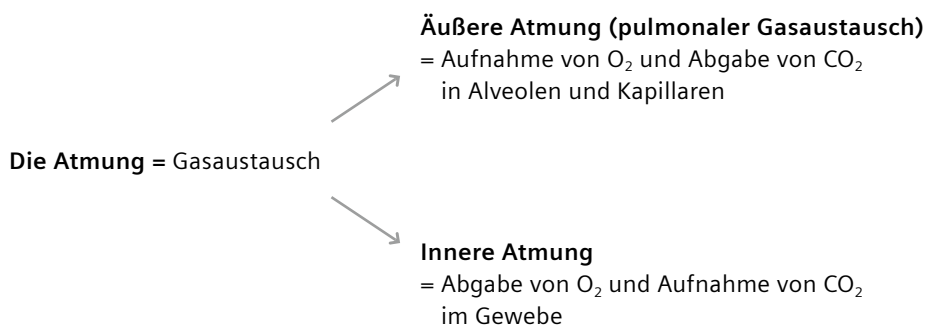 Äußere Atmung (pulmonaler Gasaustausch)
= Aufnahme von O₂ und Abgabe von CO₂
in Alveolen und Kapillaren
Die Atmung = Gasaustausch
Innere Atmung
= Abgabe von O₂ und Aufnahme von CO₂
im Gewebe